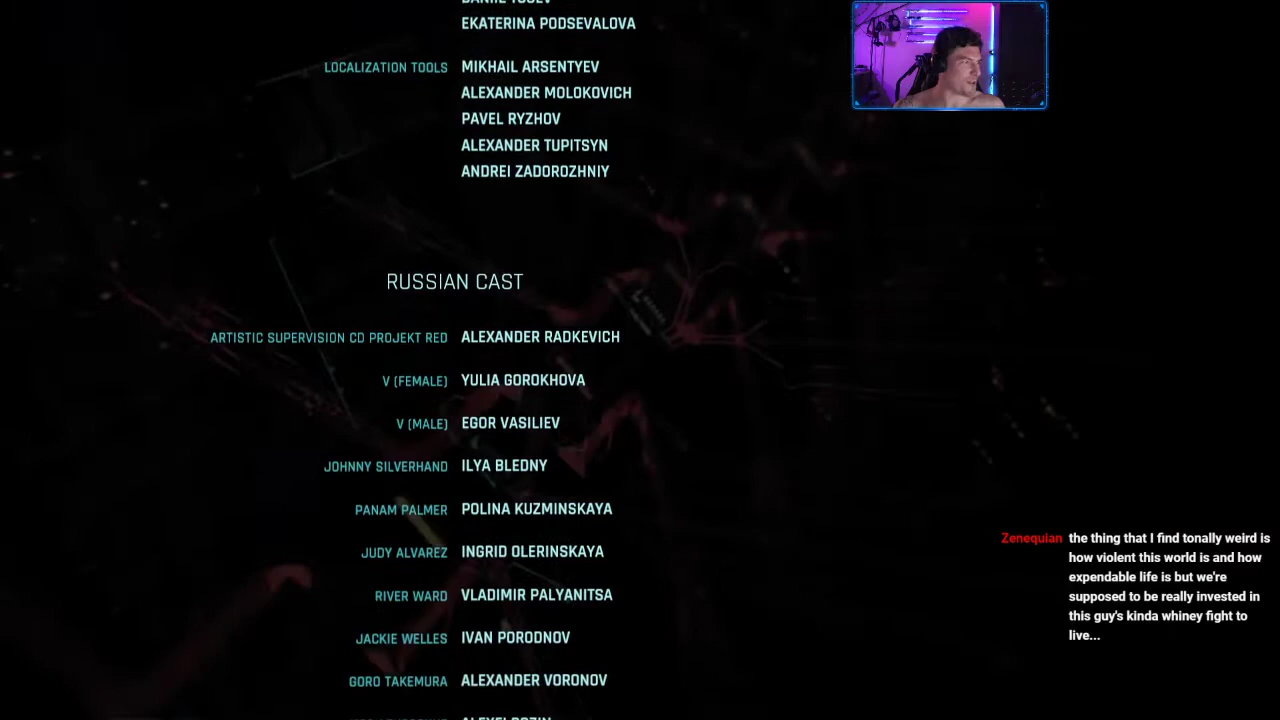 EKATERINA PODSEVALOVA
LOCALIZATION TOOLS MIKHAIL ARSENTYEV
ALEXANDER MOLOKOVICH
PAVEL RYZHOV
ALEXANDER TUPITSYN
ANDREI ZADOROZHNIY
RUSSIAN CAST
ARTISTIC SUPERVISION CD PROJEKT RED ALEXANDER RADKEVICH
V (FEMALE) YULIA GOROKHOVA
V (MALE) EGOR VASILIEV
JOHNNY SILVERHAND ILYA BLEDNY
PANAM PALMER POLINA KUZMINSKAYA
JUDY ALVAREZ INGRID OLERINSKAYA
RIVER WARD VLADIMIR PALYANITSA
JACKIE WELLES IVAN PORODNOV
GORO TAKEMURA ALEXANDER VORONOV
Zenequian the thing that I find tonally weird is
how violent this world is and how
expendable life is but we're
supposed to be really invested in
this guy's kinda whiney fight to
live...